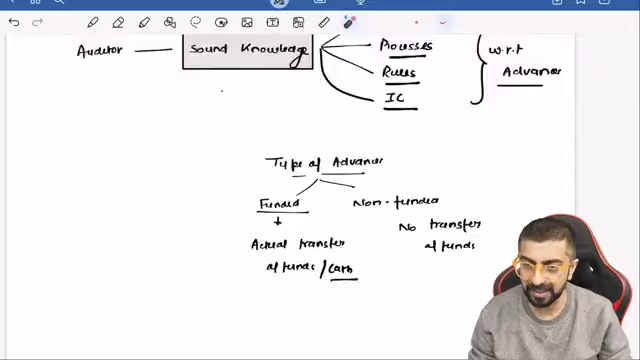 Processes
Auditor Sound Knowledge Rules w.r.t
Advances
IC
Type of Advances
Funded Non-funded
Actual transfer No transfer
of funds / Cash of funds